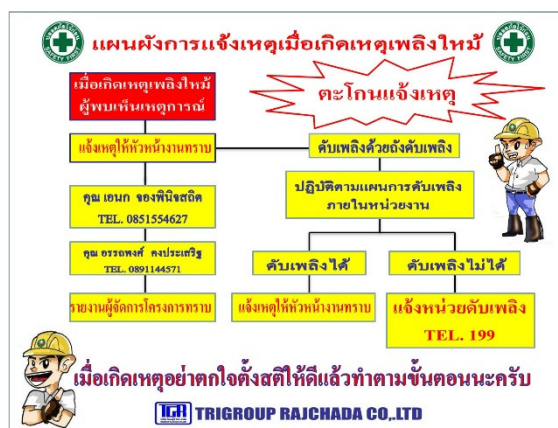 แผนผังการแจ้งเหตุเมื่อเกิดเหตุเพลิงไหม้
SAFETY FIRST
SAFETY FIRST
เมื่อเกิดเหตุเพลิงไหม้
ผู้พบเห็นเหตุการณ์
ตะโกนแจ้งเหตุ
แจ้งเหตุให้หัวหน้างานทราบ
ดับเพลิงด้วยถังดับเพลิง
คุณ เอนก จองพินิจสถิต
TEL. 0851554627
ปฏิบัติตามแผนการดับเพลิง
ภายในหน่วยงาน
คุณ อรรถพงศ์ คงประเสริฐ
TEL. 0891144571
ดับเพลิงได้
ดับเพลิงไม่ได้
รายงานผู้จัดการโครงการทราบ
แจ้งเหตุให้หัวหน้างานทราบ
แจ้งหน่วยดับเพลิง
TEL. 199
เมื่อเกิดเหตุอย่าตกใจตั้งสติให้ดีแล้วทำตามขั้นตอนนะครับ
TGR TRIGROUP RAJCHADA CO,.LTD